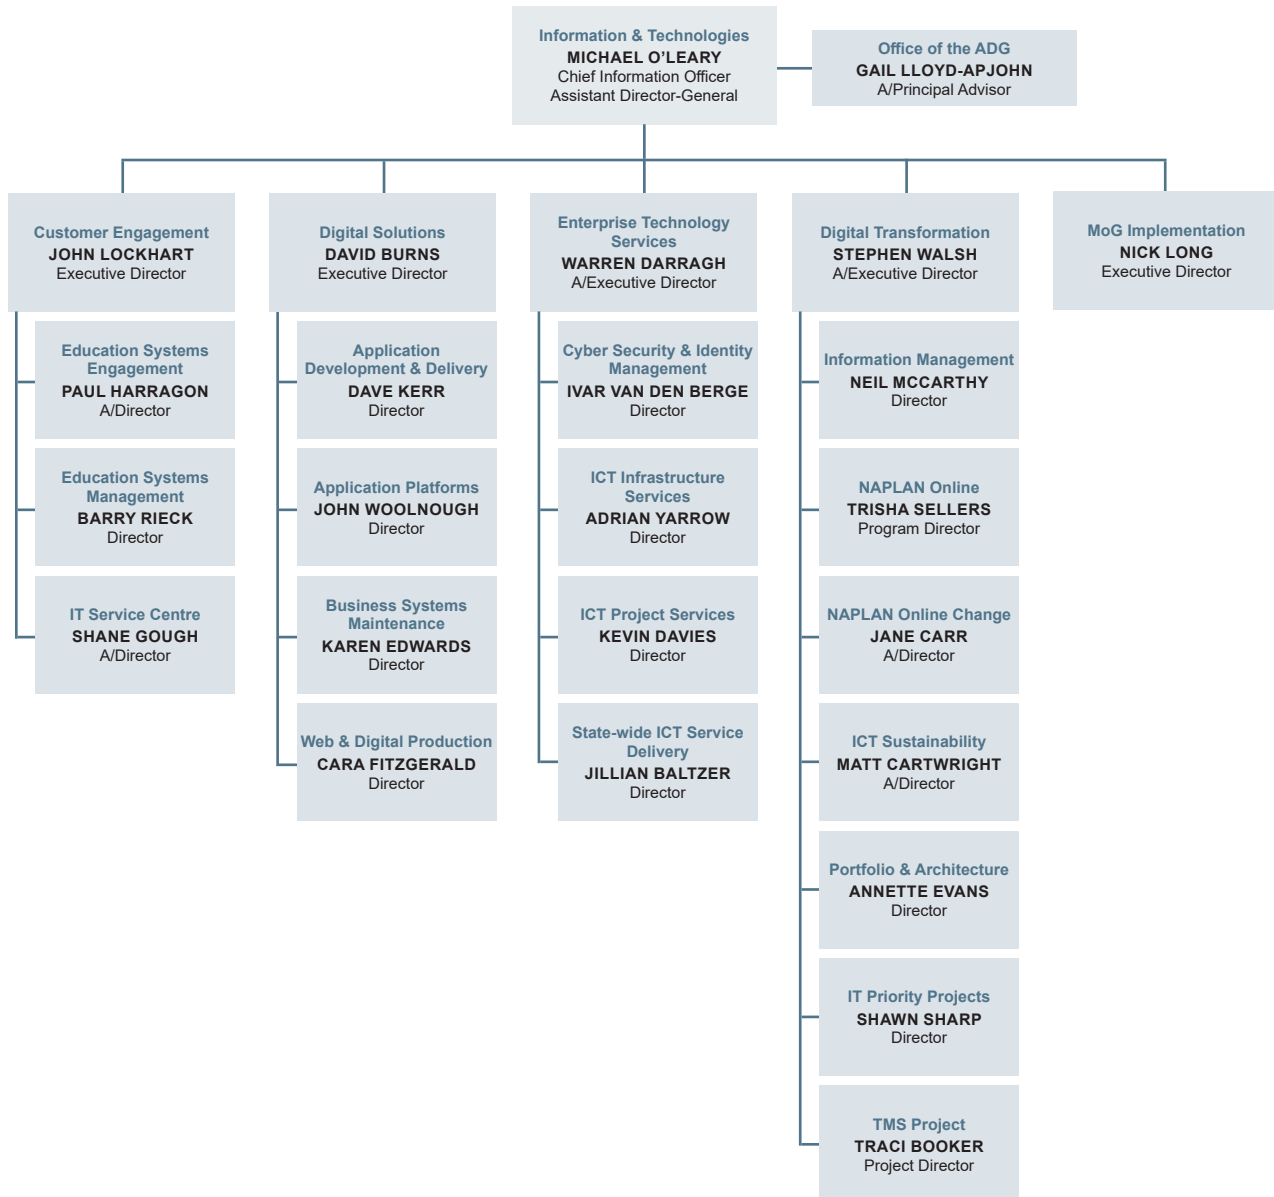 Information & Technologies
MICHAEL O’LEARY
Chief Information Officer
Assistant Director-General
Office of the ADG
GAIL LLOYD-APJOHN
A/Principal Advisor
Customer Engagement
JOHN LOCKHART
Executive Director
Education Systems
Engagement
PAUL HARRAGON
A/Director
Education Systems
Management
BARRY RIECK
Director
IT Service Centre
SHANE GOUGH
A/Director
Digital Solutions
DAVID BURNS
Executive Director
Application
Development & Delivery
DAVE KERR
Director
Application Platforms
JOHN WOOLNOUGH
Director
Business Systems
Maintenance
KAREN EDWARDS
Director
Web & Digital Production
CARA FITZGERALD
Director
Enterprise Technology
Services
WARREN DARRAGH
A/Executive Director
Cyber Security & Identity
Management
IVAR VAN DEN BERGE
Director
ICT Infrastructure
Services
ADRIAN YARROW
Director
ICT Project Services
KEVIN DAVIES
Director
State-wide ICT Service
Delivery
JILLIAN BALTZER
Director
Digital Transformation
STEPHEN WALSH
A/Executive Director
Information Management
NEIL MCCARTHY
Director
NAPLAN Online
TRISHA SELLERS
Program Director
NAPLAN Online Change
JANE CARR
A/Director
ICT Sustainability
MATT CARTWRIGHT
A/Director
Portfolio & Architecture
ANNETTE EVANS
Director
IT Priority Projects
SHAWN SHARP
Director
TMS Project
TRACI BOOKER
Project Director
MoG Implementation
NICK LONG
Executive Director